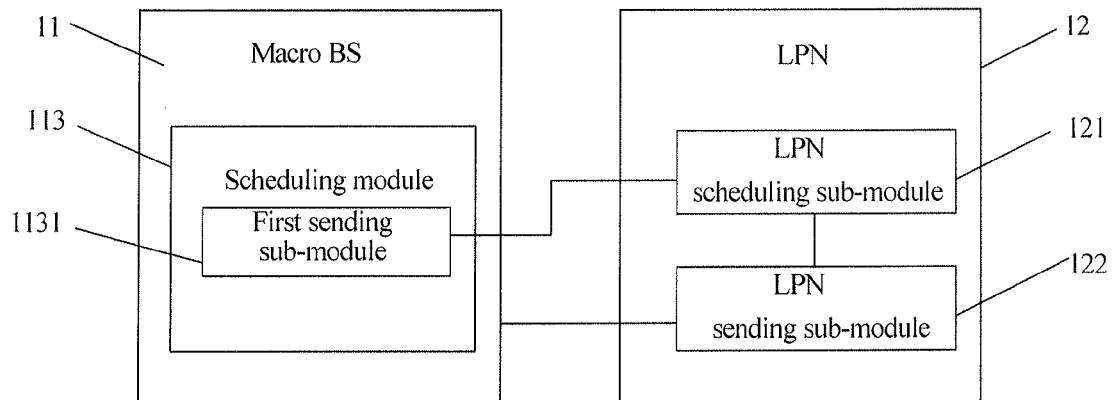 11
Macro BS
113
Scheduling module
1131
First sending
sub-module
12
LPN
121
LPN
scheduling sub-module
122
LPN
sending sub-module